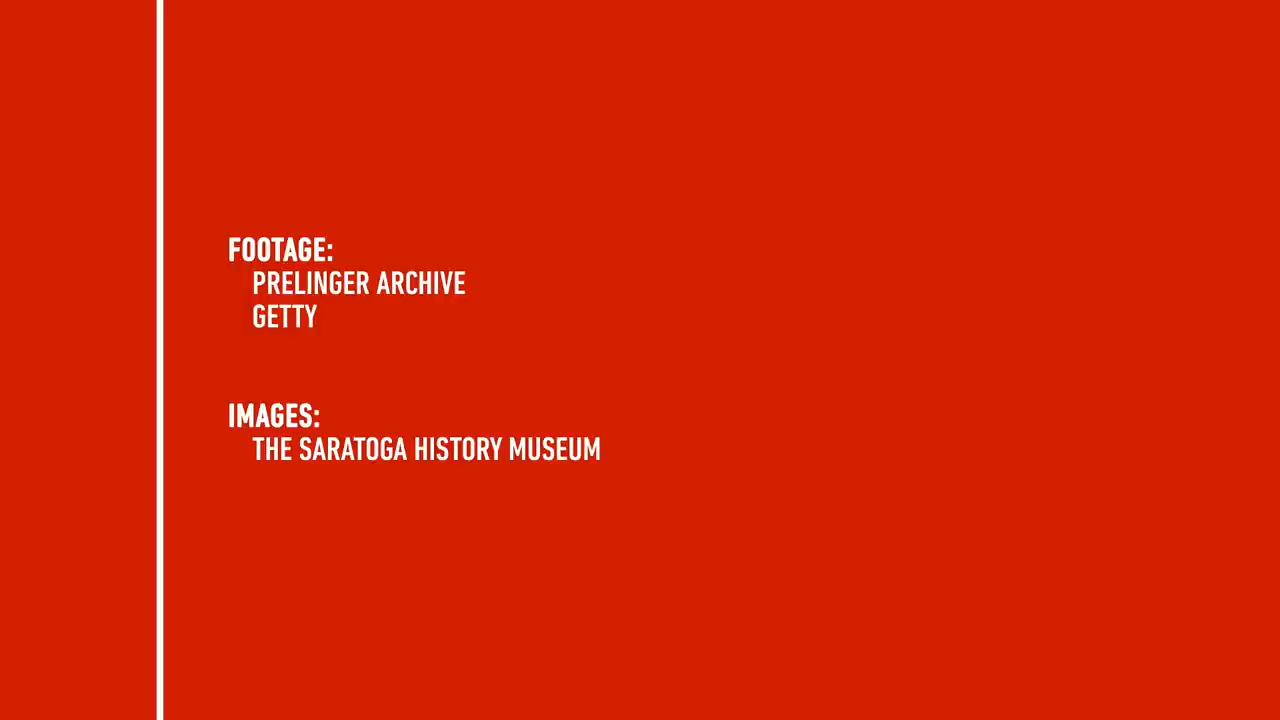 FOOTAGE:
PRELINGER ARCHIVE
GETTY
IMAGES:
THE SARATOGA HISTORY MUSEUM